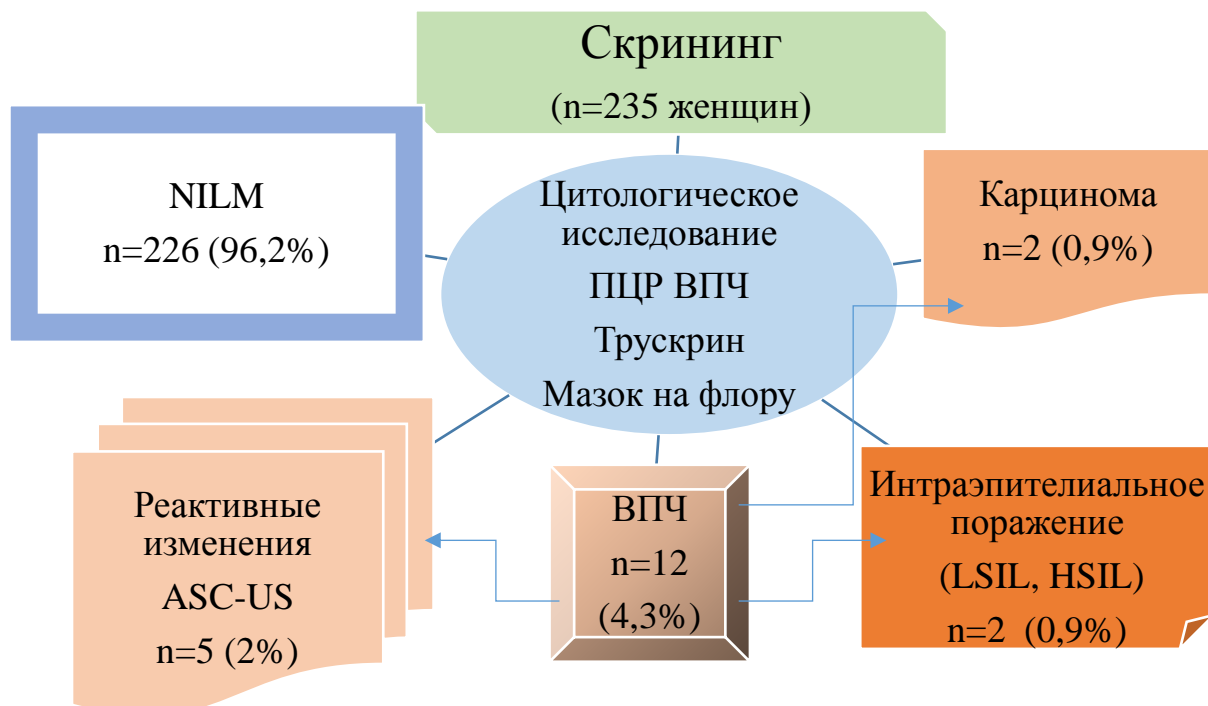 Скрининг
(n=235 женщин)
NILM
n=226 (96,2%)
Цитологическое
исследование
ПЦР ВПЧ
Трускрин
Мазок на флору
Карцинома
n=2 (0,9%)
Реактивные
изменения
ASC-US
n=5 (2%)
ВПЧ
n=12
(4,3%)
Интраэпителиальное
поражение
(LSIL, HSIL)
n=2 (0,9%)